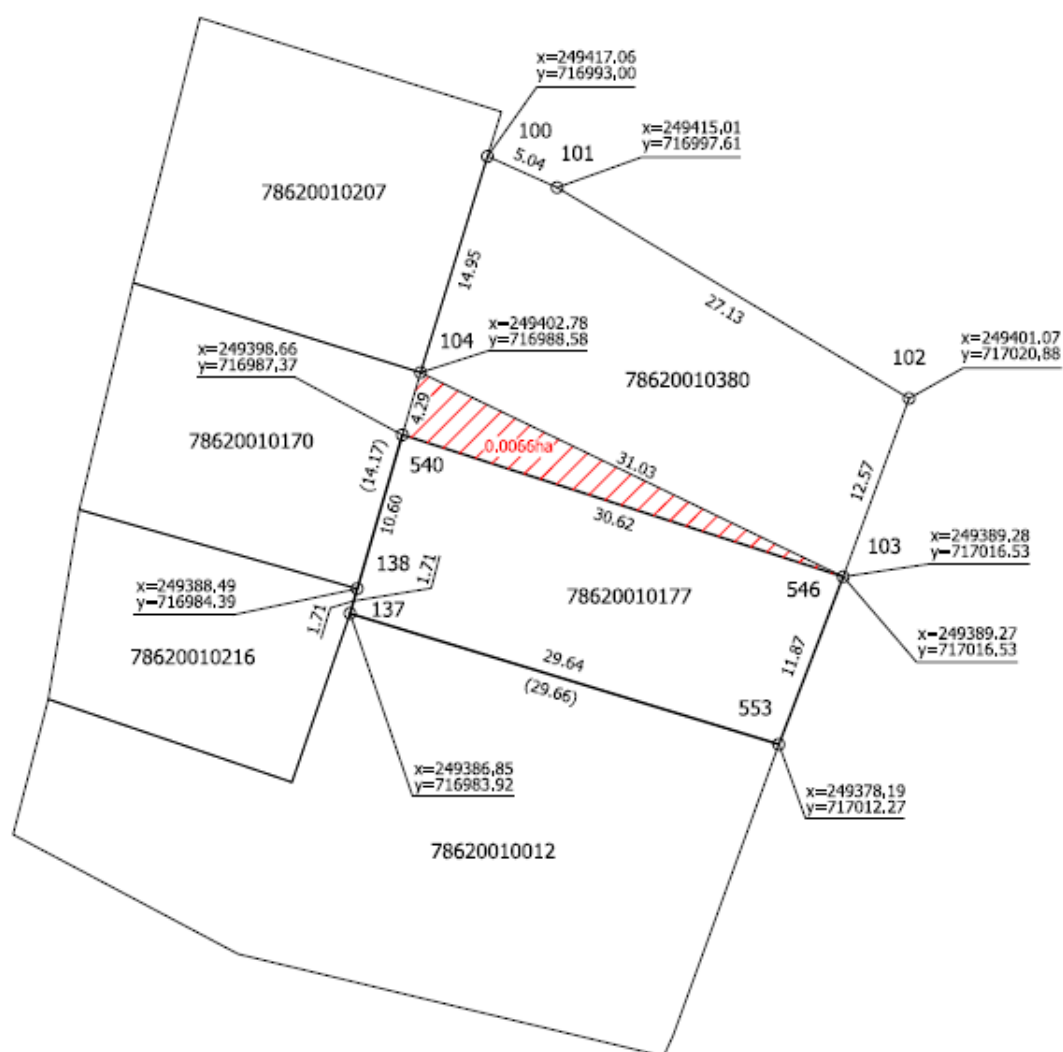 x=249417.06
y=716993.00
100
5.04
101
x=249415.01
y=716997.61
78620010207
14.95
27.13
x=249398.66
y=716987.37
104
x=249402.78
y=716988.58
102
x=249401.07
y=717020.88
78620010380
4.29
78620010170
(14.17)
540
0.0066ha
31.03
30.62
12.57
10.60
103
x=249389.28
y=717016.53
138
1.71
x=249388.49
y=716984.39
546
78620010177
1.71
137
78620010216
x=249389.27
y=717016.53
29.64
(29.66)
11.87
553
x=249386.85
y=716983.92
x=249378.19
y=717012.27
78620010012